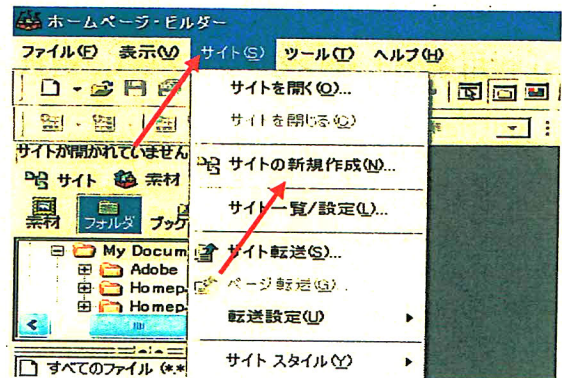 ホームページ・ビルダー
ファイル(F) 表示(V) サイト(S) ツール(T) ヘルプ(H)
サイトを開く(O)...
サイトを閉じる(C)
サイトが開かれていません
サイトの新規作成(N)...
サイト 素材
サイト一覧/設定(L)...
素材 フォルダ ブック
サイト転送(S)...
My Docum
Adobe
ページ転送(G)...
Homep
Homep
転送設定(U)
サイト スタイル(Y)
すべてのファイル (*.*